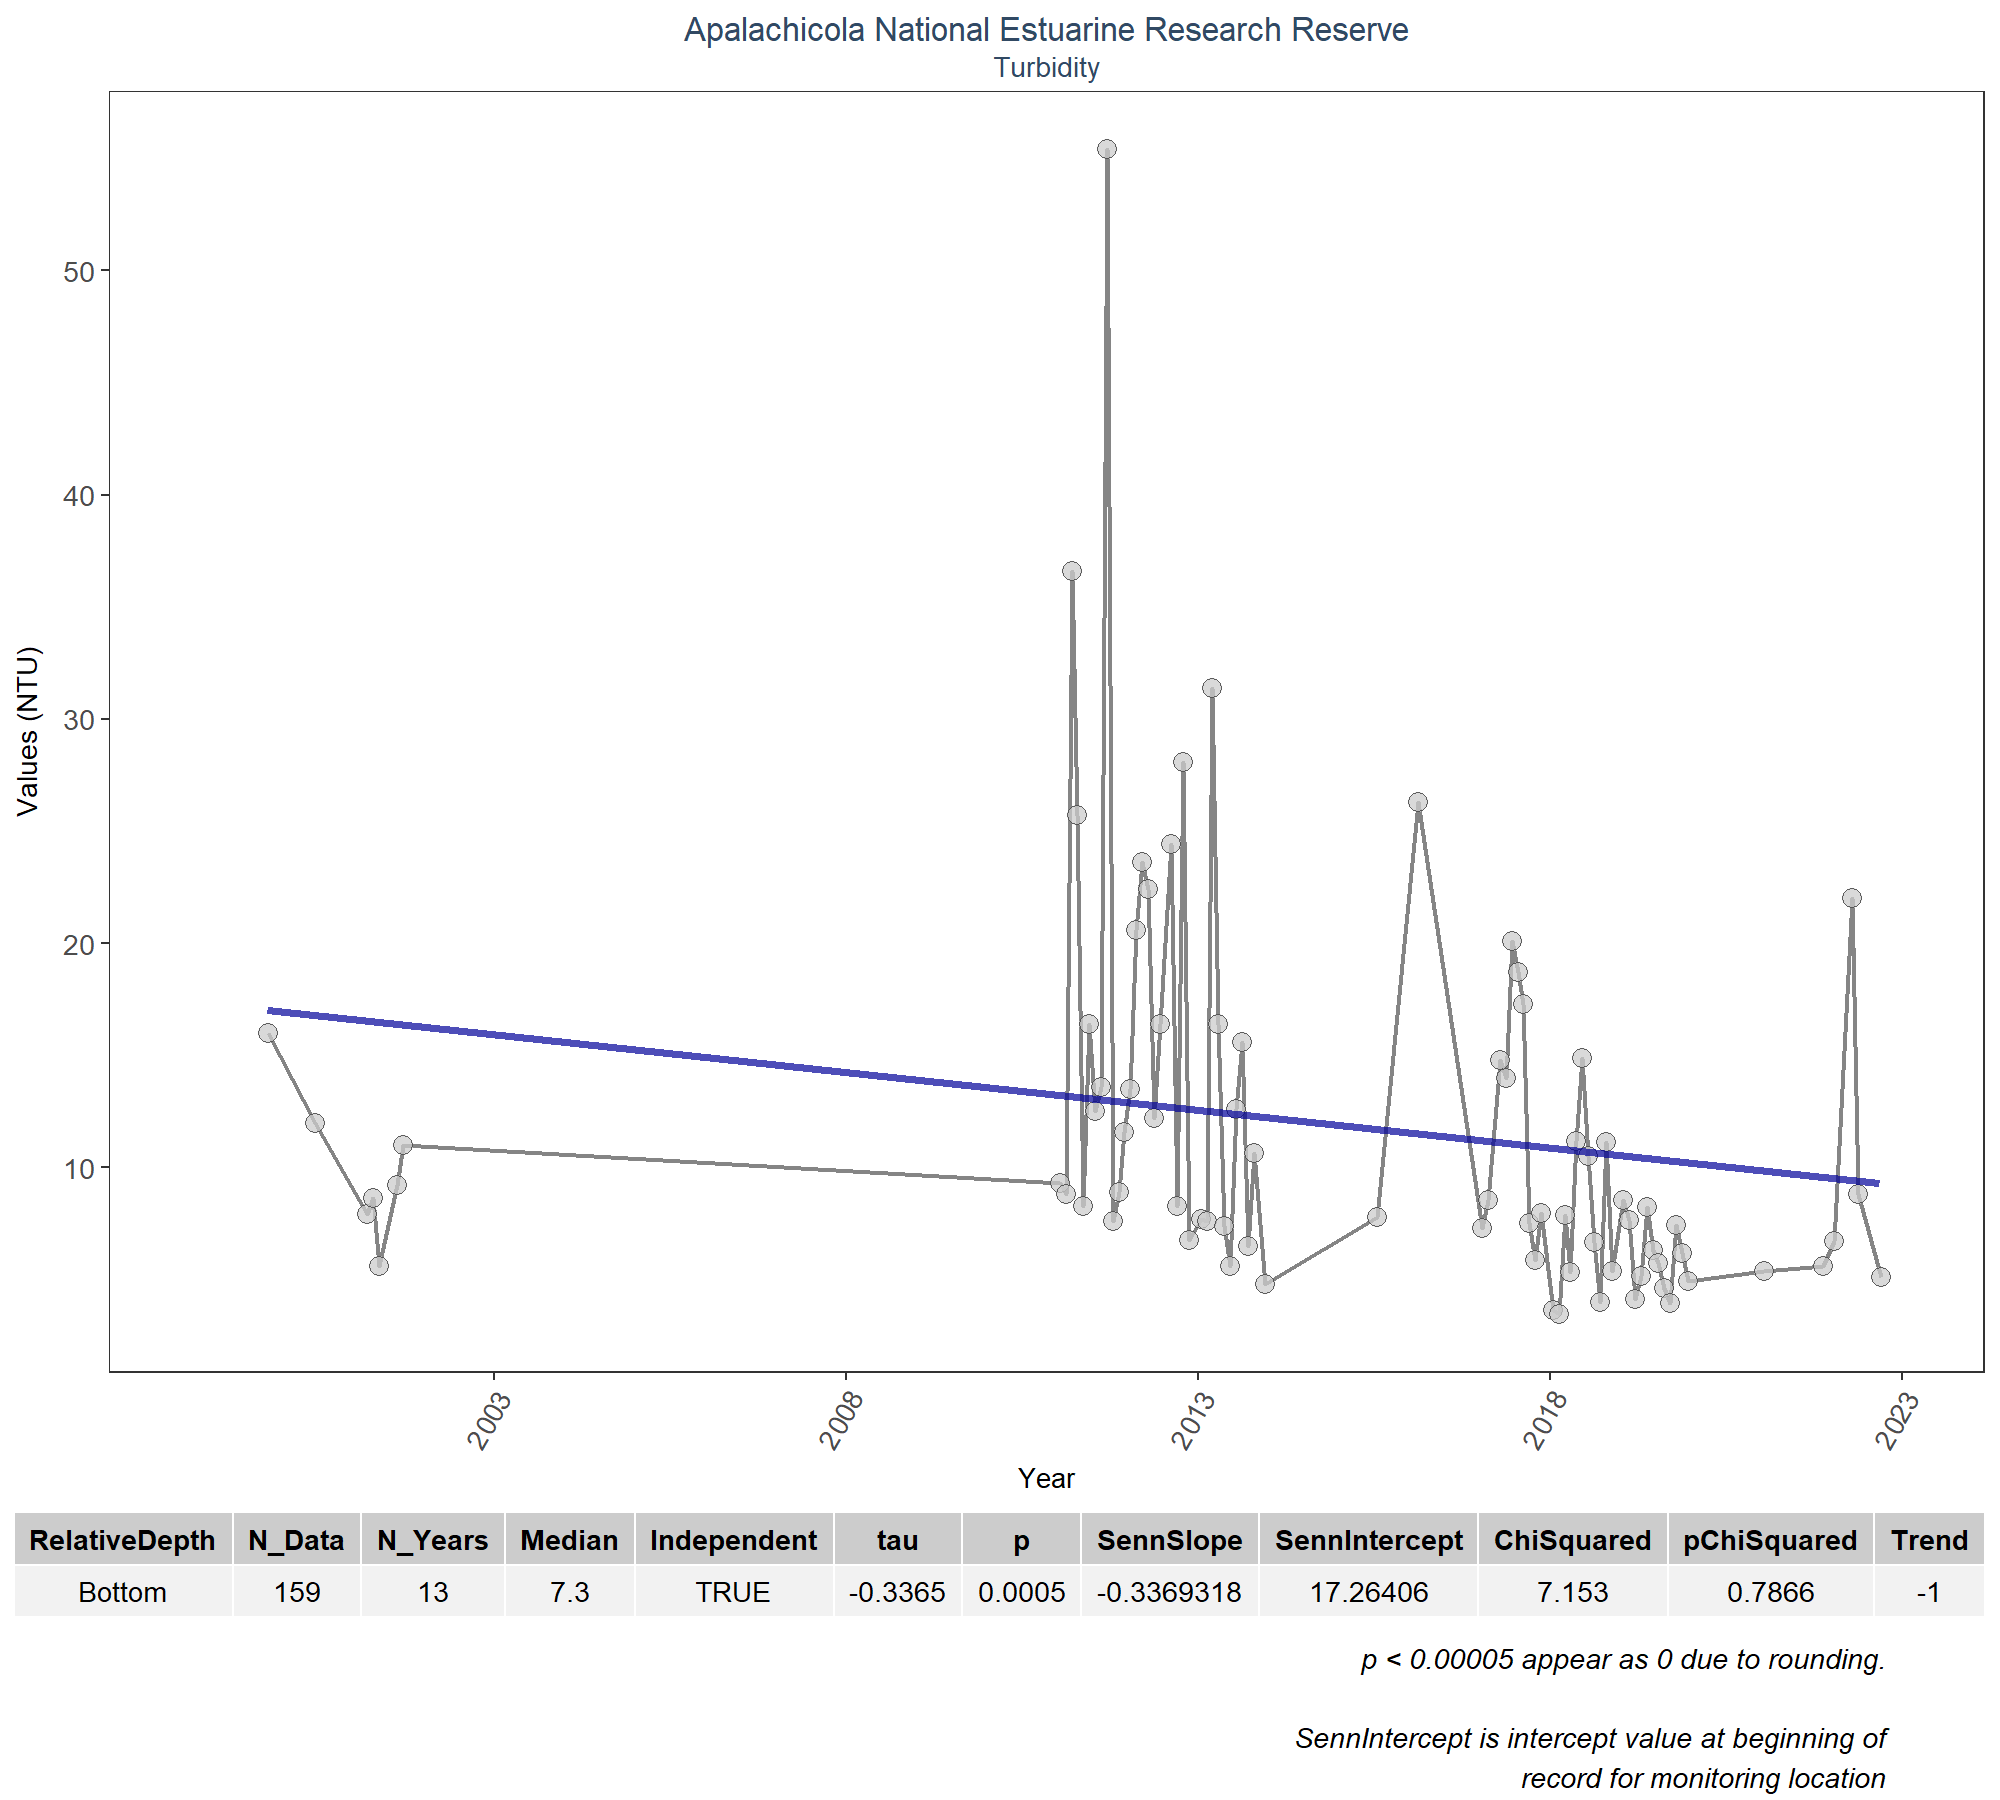 Apalachicola National Estuarine Research Reserve
Turbidity
Values (NTU)
50
40
30
20
10
2003 2008 2013 2018 2023
Year
RelativeDepth N_Data N_Years Median Independent tau p SennSlope SennIntercept ChiSquared pChiSquared Trend
Bottom 159 13 7.3 TRUE -0.3365 0.0005 -0.3369318 17.26406 7.153 0.7866 -1
p < 0.00005 appear as 0 due to rounding.
SennIntercept is intercept value at beginning of
record for monitoring location